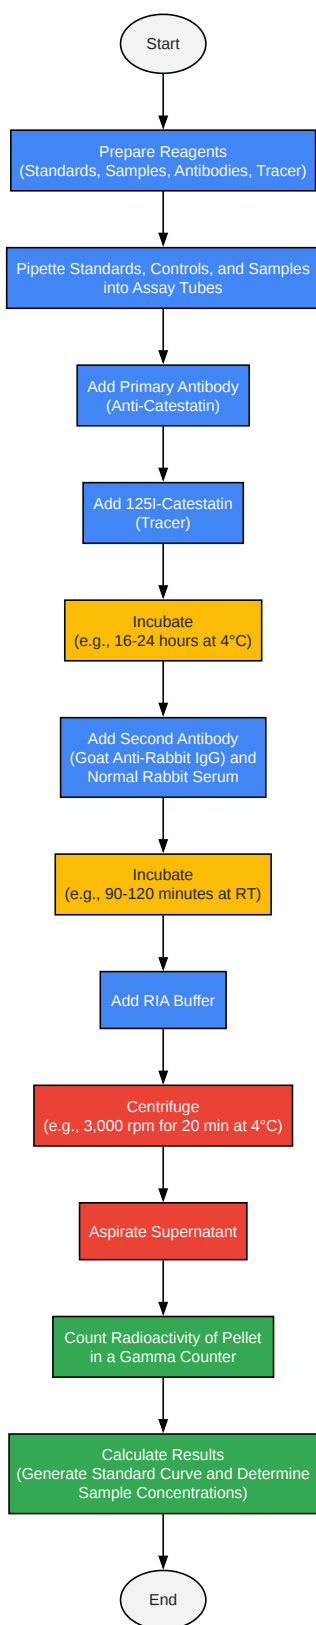 Start
Prepare Reagents
(Standards, Samples, Antibodies, Tracer)
Pipette Standards, Controls, and Samples
into Assay Tubes
Add Primary Antibody
(Anti-Catestatin)
Add 125I-Catestatin
(Tracer)
Incubate
(e.g., 16-24 hours at 4°C)
Add Second Antibody
(Goat Anti-Rabbit IgG) and
Normal Rabbit Serum
Incubate
(e.g., 90-120 minutes at RT)
Add RIA Buffer
Centrifuge
(e.g., 3,000 rpm for 20 min at 4°C)
Aspirate Supernatant
Count Radioactivity of Pellet
in a Gamma Counter
Calculate Results
(Generate Standard Curve and Determine
Sample Concentrations)
End